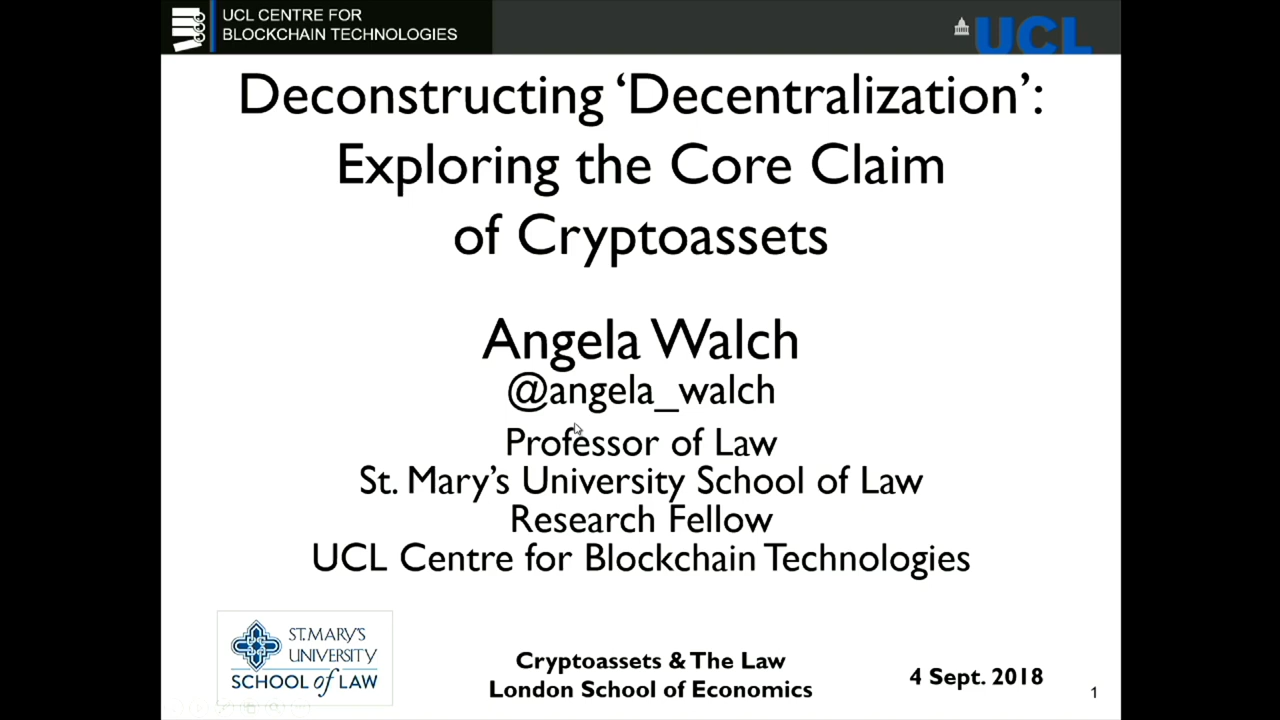 UCL CENTRE FOR
BLOCKCHAIN TECHNOLOGIES
UCL
Deconstructing ‘Decentralization’:
Exploring the Core Claim
of Cryptoassets
Angela Walch
@angela_walch
Professor of Law
St. Mary’s University School of Law
Research Fellow
UCL Centre for Blockchain Technologies
ST. MARY'S
UNIVERSITY
SCHOOL of LAW
Cryptoassets & The Law
London School of Economics
4 Sept. 2018
1